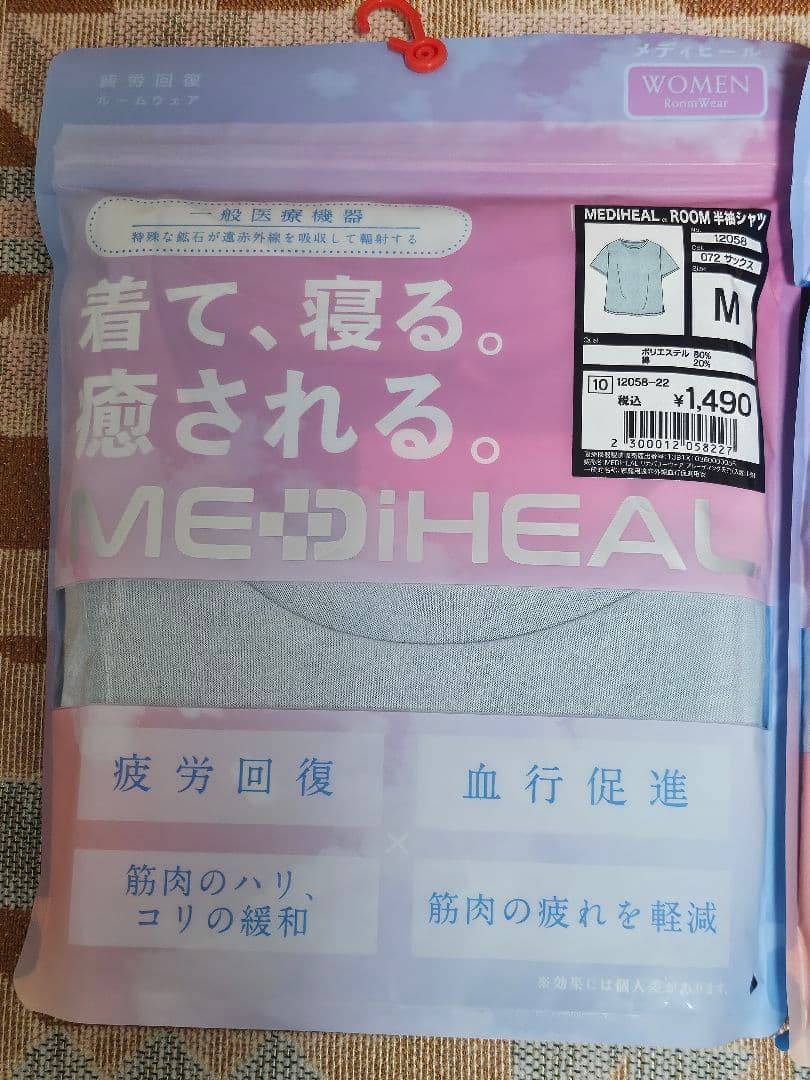 疲労回復
ルームウェア
メディヒール
WOMEN
RoomWear
一般医療機器
特殊な鉱石が遠赤外線を吸収して輻射する
着て、寝る。
癒される。
MEDiHEAL
MEDIHEAL ROOM 半袖シャツ
No.
12058
Col.
072 サックス
Size
M
Qual.
ポリエステル 80%
綿 20%
10 12058-22
税込 ¥1,490
2 300012 058227
疲労回復
血行促進
筋肉のハリ、
コリの緩和
筋肉の疲れを軽減
※効果には個人差があります。